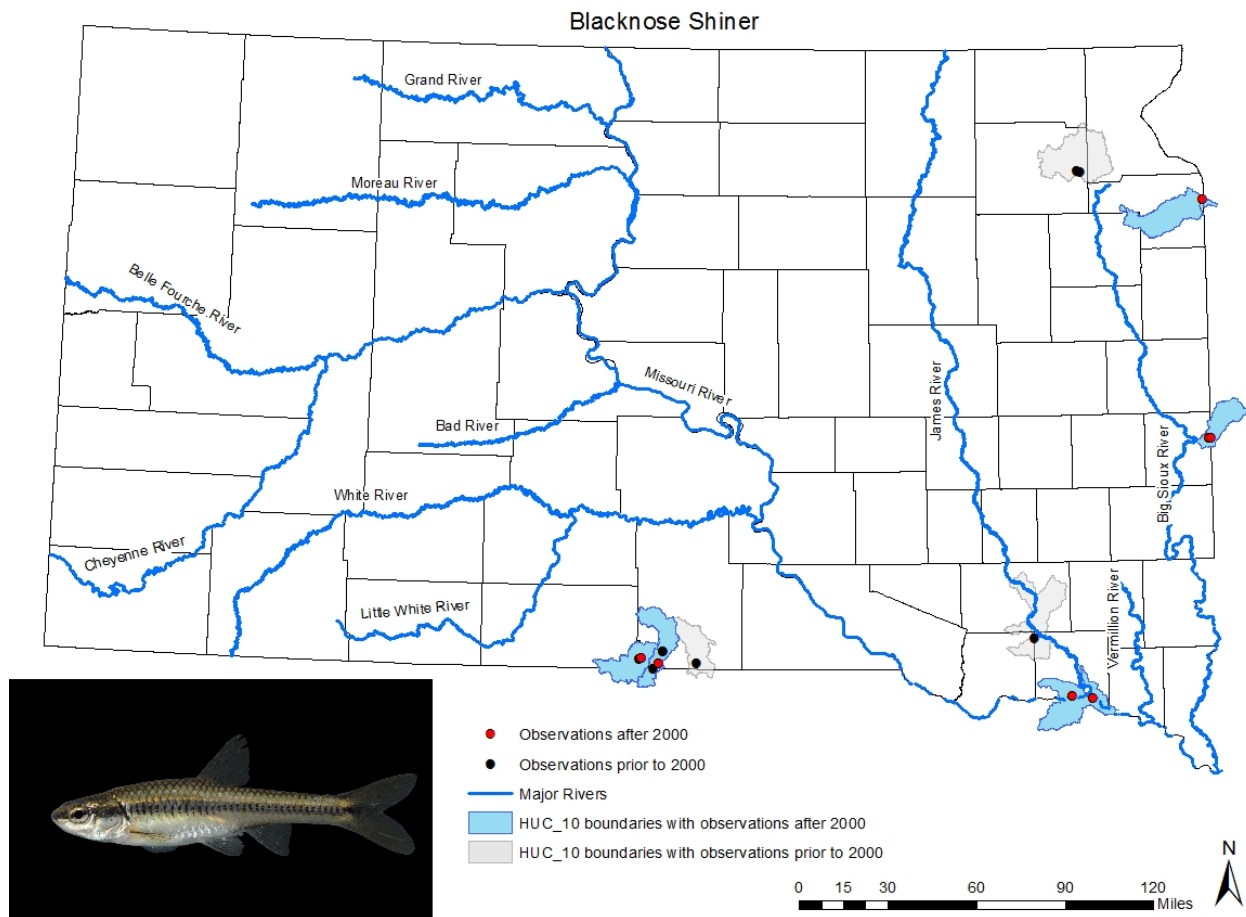 Blacknose Shiner
Grand River
Moreau River
Belle Fourche River
Missouri River
James River
Bad River
Big Sioux River
White River
Cheyenne River
Little White River
Vermillion River
Observations after 2000
Observations prior to 2000
Major Rivers
HUC_10 boundaries with observations after 2000
HUC_10 boundaries with observations prior to 2000
N
0 15 30 60 90 120
Miles